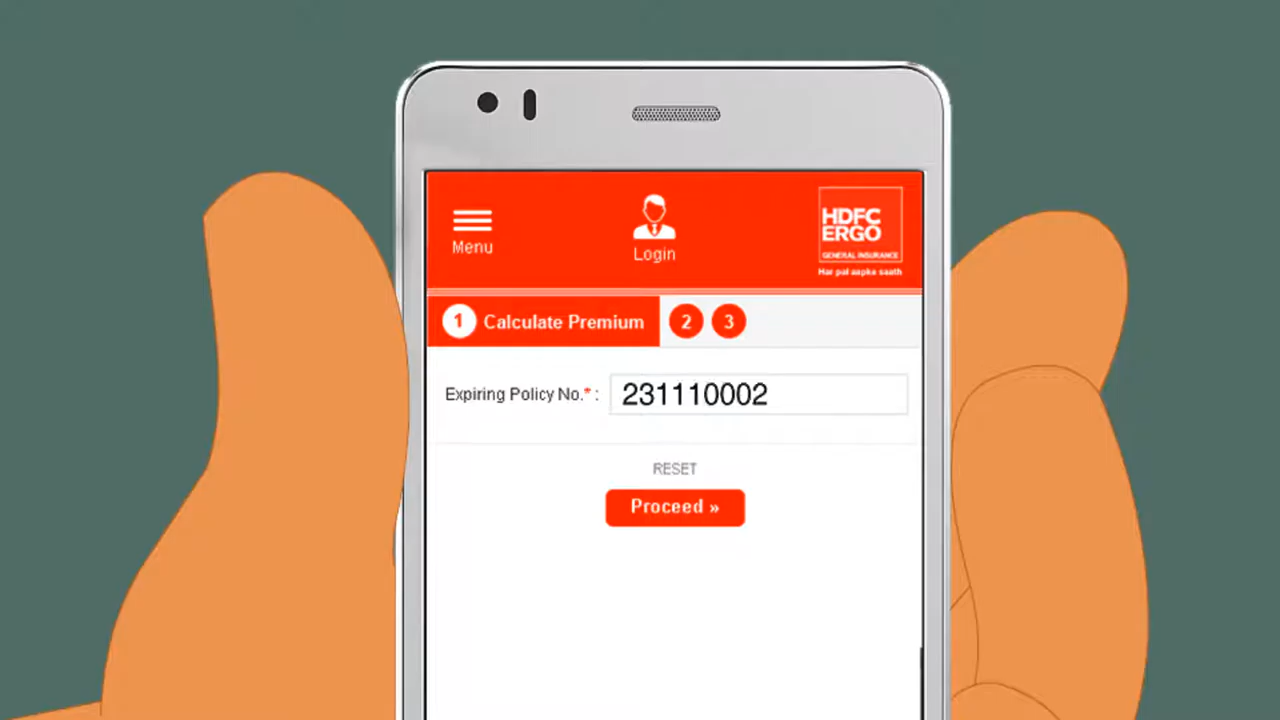 Menu
Login
HDFC
ERGO
GENERAL INSURANCE
Har pal aapke saath
1 Calculate Premium 2 3
Expiring Policy No.* : 231110002
RESET
Proceed »